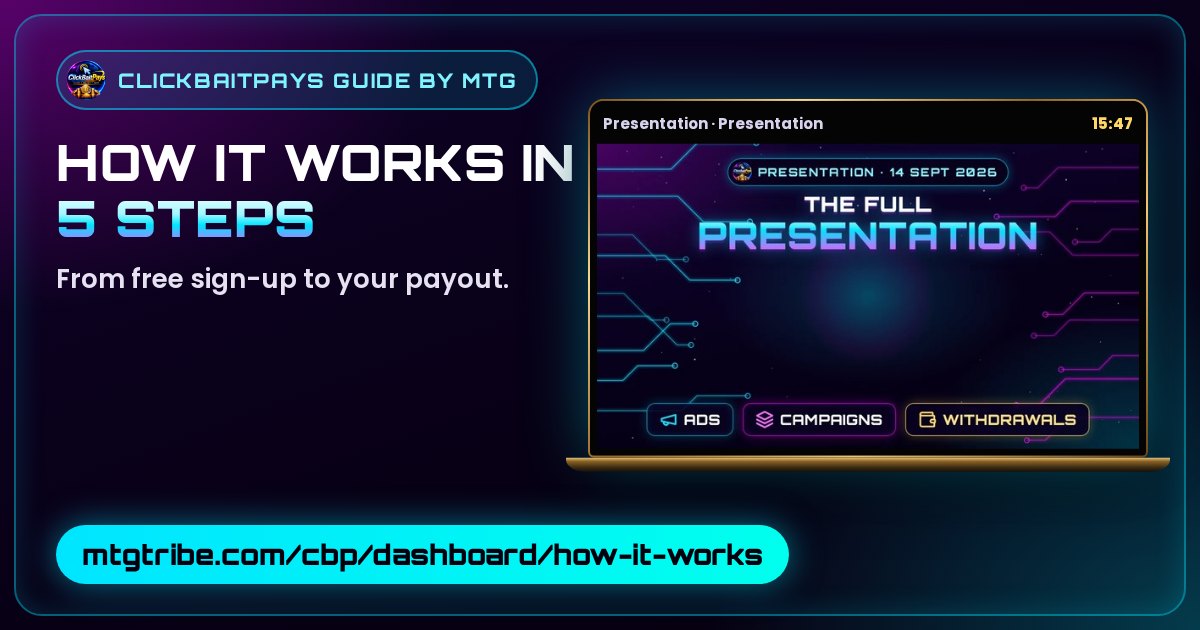 ClickBaitPays
CLICKBAITPAYS GUIDE BY MTG
HOW IT WORKS IN
5 STEPS
From free sign-up to your payout.
Presentation · Presentation
15:47
PRESENTATION · 14 SEPT 2026
THE FULL
PRESENTATION
ADS
CAMPAIGNS
WITHDRAWALS
mtgtribe.com/cbp/dashboard/how-it-works